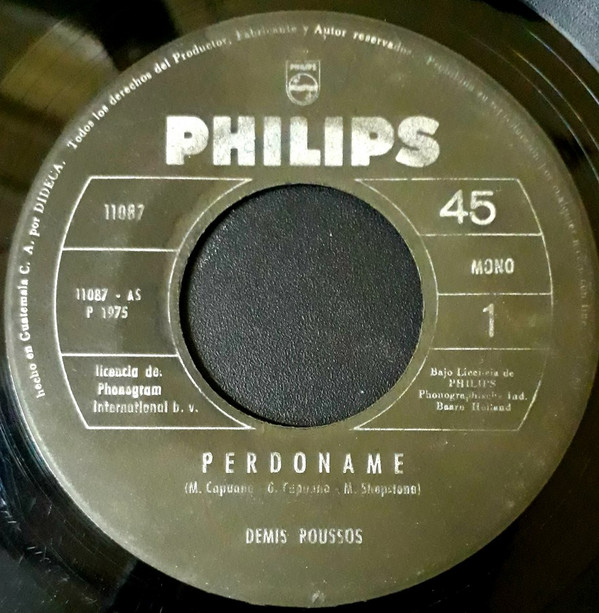 hecho en Guatemala C. A. por DIDECA. Todos los derechos del Productor, Fabricante y Autor reservados.
PHILIPS
PHILIPS
11087
45
MONO
11087 - AS
P 1975
1
licencia de:
Phonogram
International b. v.
Bajo Licencia de
PHILIPS
Phonographische Ind.
Baarn Holland
PERDONAME
(M. Capuano - G. Capuano - M. Shapstone)
DEMIS ROUSSOS